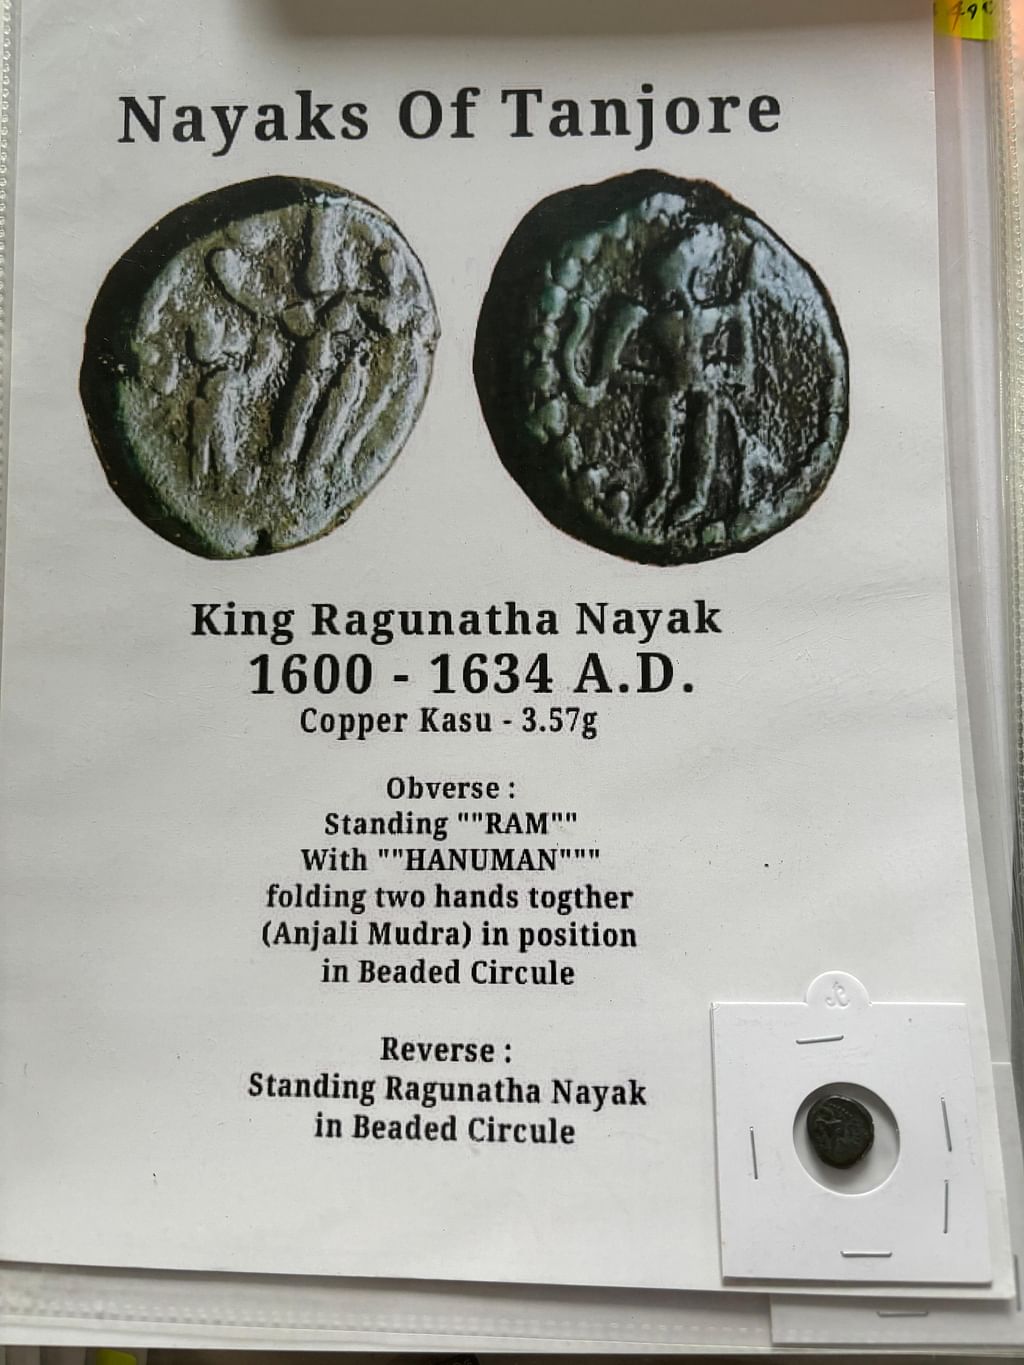 Nayaks Of Tanjore
King Ragunatha Nayak
1600 - 1634 A.D.
Copper Kasu - 3.57g
Obverse :
Standing ""RAM""
With ""HANUMAN"""
folding two hands togther
(Anjali Mudra) in position
in Beaded Circule
Reverse :
Standing Ragunatha Nayak
in Beaded Circule